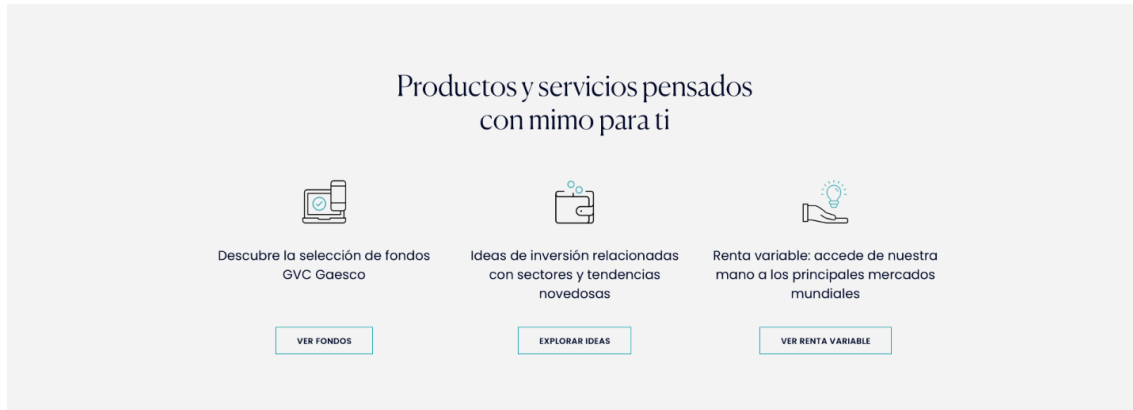 Productos y servicios pensados
con mimo para ti
Descubre la selección de fondos
GVC Gaesco
VER FONDOS
Ideas de inversión relacionadas
con sectores y tendencias
novedosas
EXPLORAR IDEAS
Renta variable: accede de nuestra
mano a los principales mercados
mundiales
VER RENTA VARIABLE